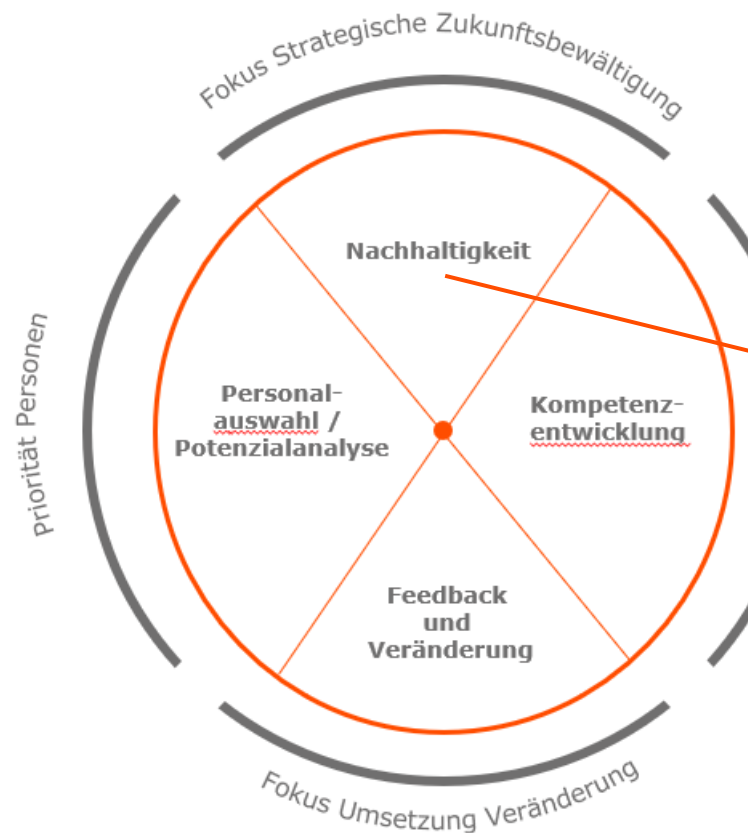 Fokus Strategische Zukunftsbewältigung
Nachhaltigkeit
Priorität Personen
Personal-
auswahl /
Potenzialanalyse
Kompetenz-
entwicklung
Feedback
und
Veränderung
Fokus Umsetzung Veränderung